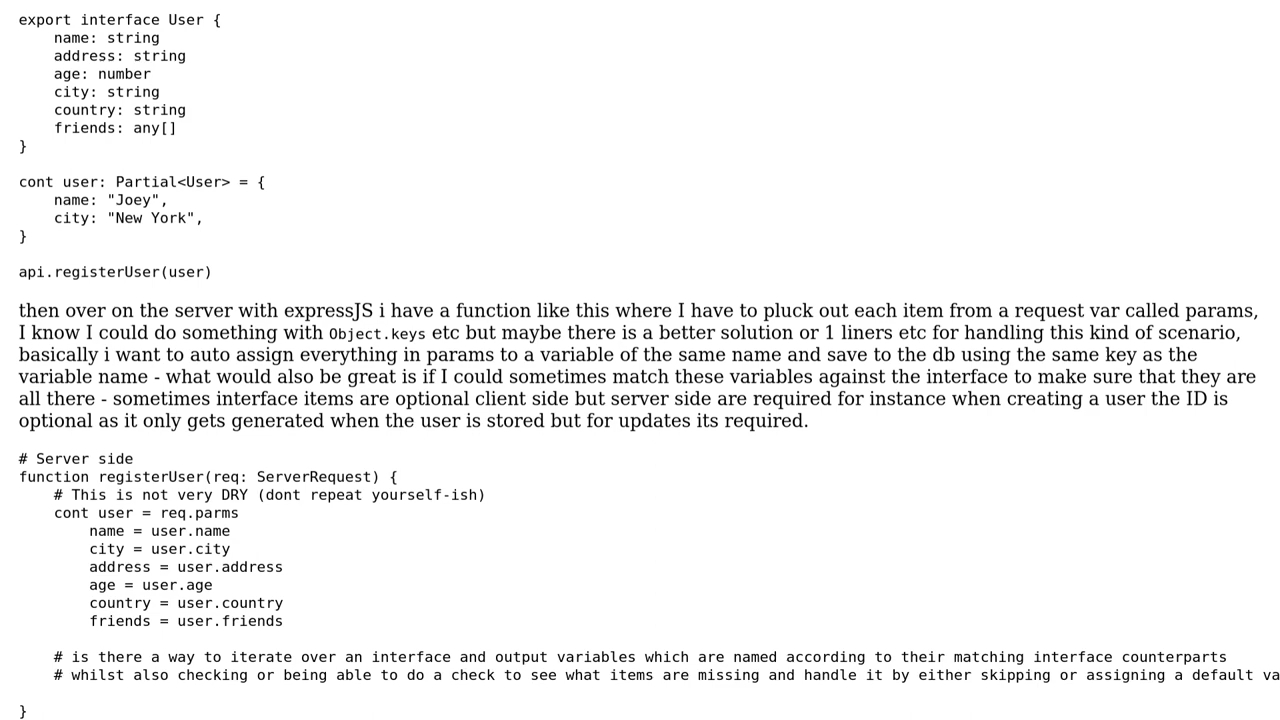 export interface User {
    name: string
    address: string
    age: number
    city: string
    country: string
    friends: any[]
}
cont user: Partial<User> = {
    name: "Joey",
    city: "New York",
}
api.registerUser(user)
then over on the server with expressJS i have a function like this where I have to pluck out each item from a request var called params,
I know I could do something with Object.keys etc but maybe there is a better solution or 1 liners etc for handling this kind of scenario,
basically i want to auto assign everything in params to a variable of the same name and save to the db using the same key as the
variable name - what would also be great is if I could sometimes match these variables against the interface to make sure that they are
all there - sometimes interface items are optional client side but server side are required for instance when creating a user the ID is
optional as it only gets generated when the user is stored but for updates its required.
# Server side
function registerUser(req: ServerRequest) {
    # This is not very DRY (dont repeat yourself-ish)
    cont user = req.parms
        name = user.name
        city = user.city
        address = user.address
        age = user.age
        country = user.country
        friends = user.friends
    # is there a way to iterate over an interface and output variables which are named according to their matching interface counterparts
    # whilst also checking or being able to do a check to see what items are missing and handle it by either skipping or assigning a default va
}